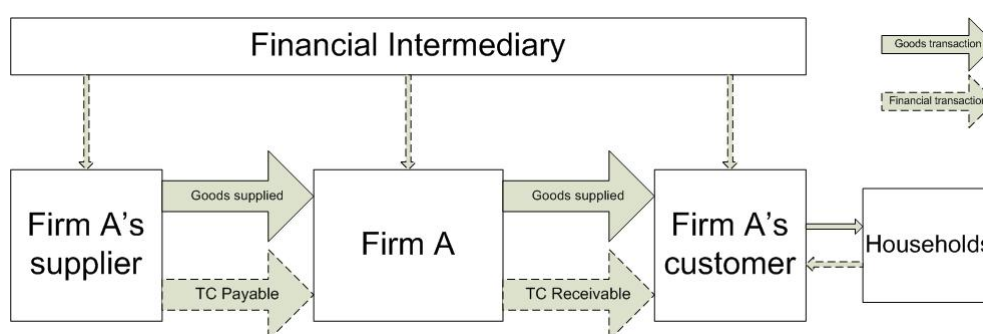 Financial Intermediary
Goods transaction
Financial transaction
Firm A's
supplier
Goods supplied
TC Payable
Firm A
Goods supplied
TC Receivable
Firm A's
customer
Households